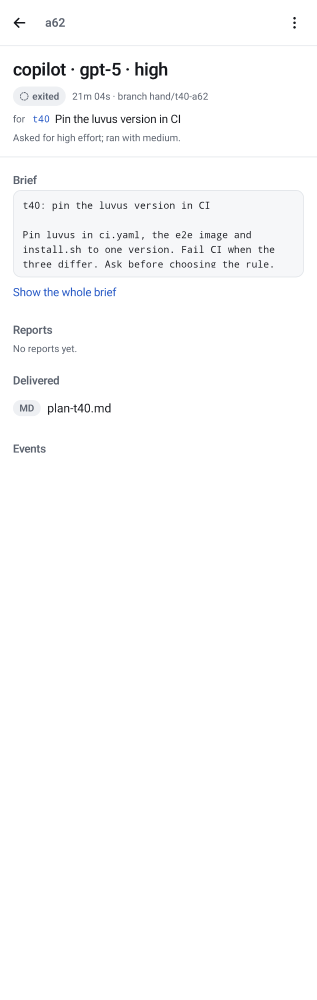 a62
copilot · gpt-5 · high
exited 21m 04s · branch hand/t40-a62
for t40 Pin the luvus version in CI
Asked for high effort; ran with medium.
Brief
t40: pin the luvus version in CI
Pin luvus in ci.yaml, the e2e image and
install.sh to one version. Fail CI when the
three differ. Ask before choosing the rule.
Show the whole brief
Reports
No reports yet.
Delivered
MD plan-t40.md
Events